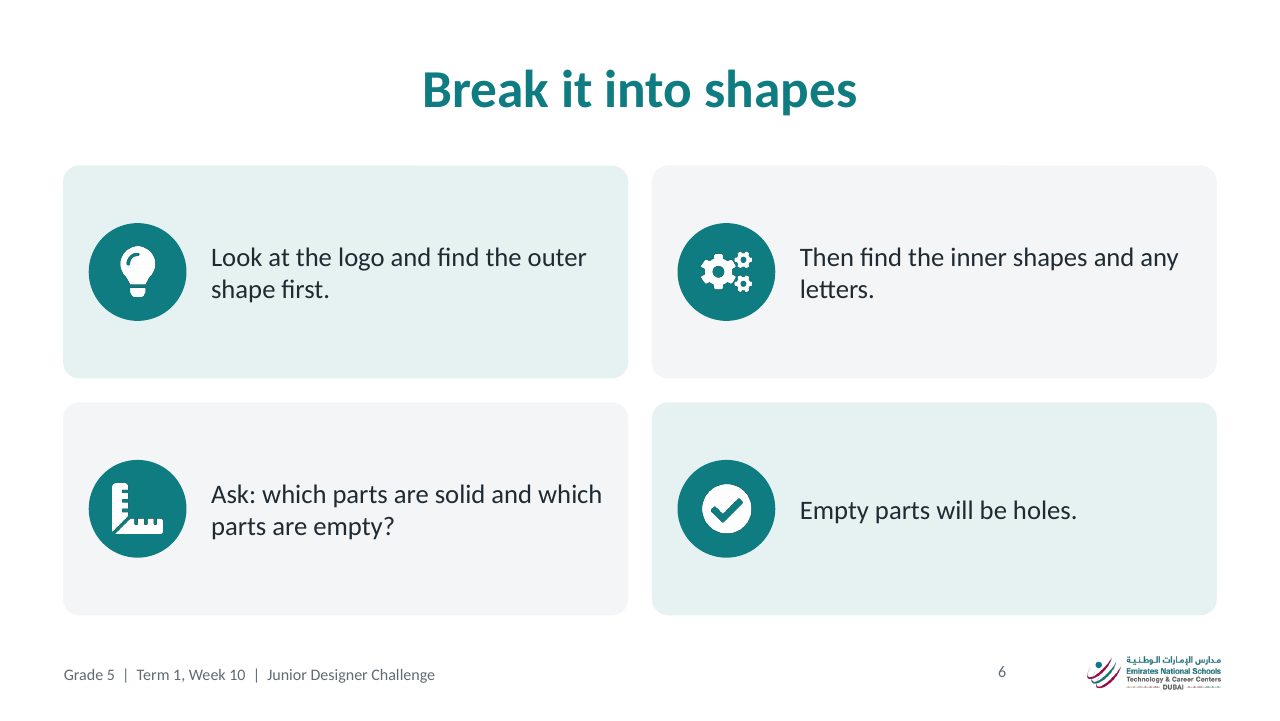 Break it into shapes
Look at the logo and find the outer
shape first.
Then find the inner shapes and any
letters.
Ask: which parts are solid and which
parts are empty?
Empty parts will be holes.
Grade 5 | Term 1, Week 10 | Junior Designer Challenge
6
مدارس الإمارات الوطنية
Emirates National Schools
Technology & Career Centers
DUBAI